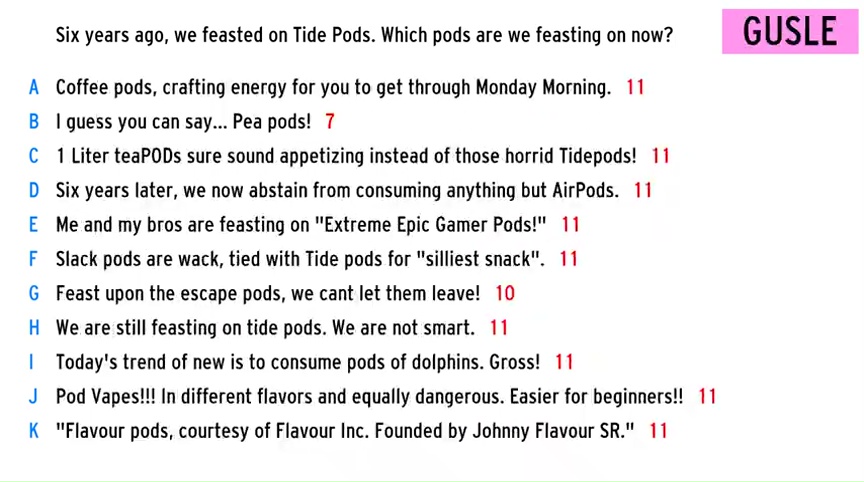 Six years ago, we feasted on Tide Pods. Which pods are we feasting on now?
GUSLE
A Coffee pods, crafting energy for you to get through Monday Morning. 11
B I guess you can say... Pea pods! 7
C 1 Liter teaPODs sure sound appetizing instead of those horrid Tidepods! 11
D Six years later, we now abstain from consuming anything but AirPods. 11
E Me and my bros are feasting on "Extreme Epic Gamer Pods!" 11
F Slack pods are wack, tied with Tide pods for "silliest snack". 11
G Feast upon the escape pods, we cant let them leave! 10
H We are still feasting on tide pods. We are not smart. 11
I Today's trend of new is to consume pods of dolphins. Gross! 11
J Pod Vapes!!! In different flavors and equally dangerous. Easier for beginners!! 11
K "Flavour pods, courtesy of Flavour Inc. Founded by Johnny Flavour SR." 11